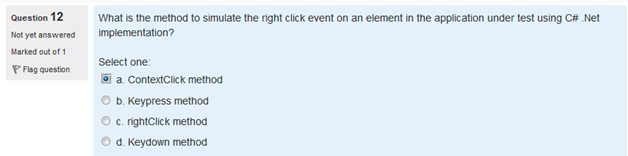 Question 12
Not yet answered
Marked out of 1
Flag question
What is the method to simulate the right click event on an element in the application under test using C# .Net
implementation?
Select one:
a. ContextClick method
b. Keypress method
c. rightClick method
d. Keydown method